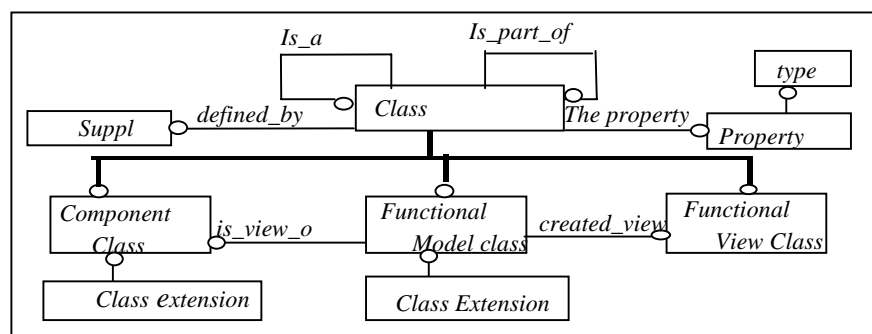 Is_a
Is_part_of
type
Class
Suppl
defined_by
The property
Property
Component
Class
is_view_o
Functional
Model class
created_view
Functional
View Class
Class extension
Class Extension